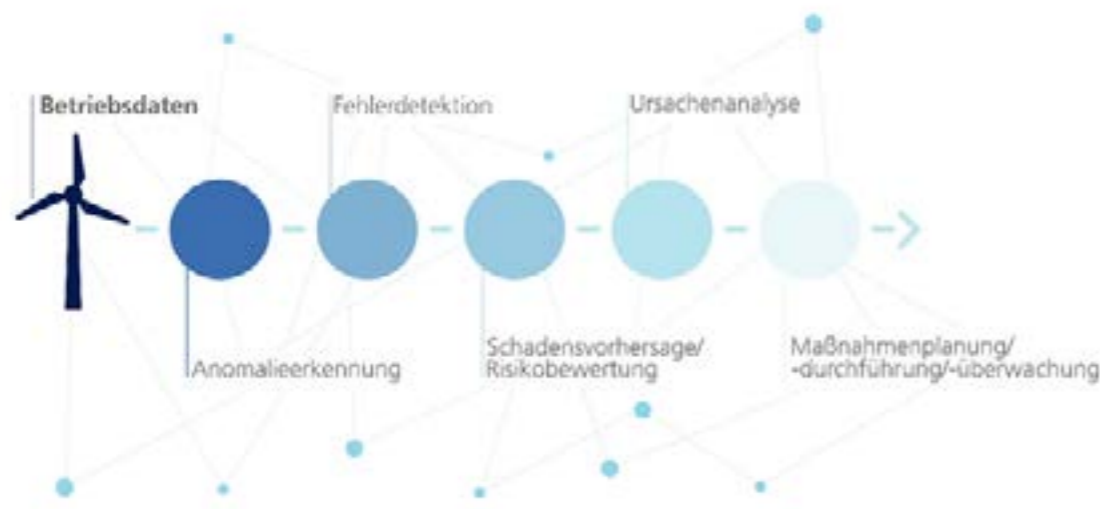 Betriebsdaten
Fehlerdetektion
Ursachenanalyse
Anomalieerkennung
Schadensvorhersage/
Risikobewertung
Maßnahmenplanung/
-durchführung/-überwachung